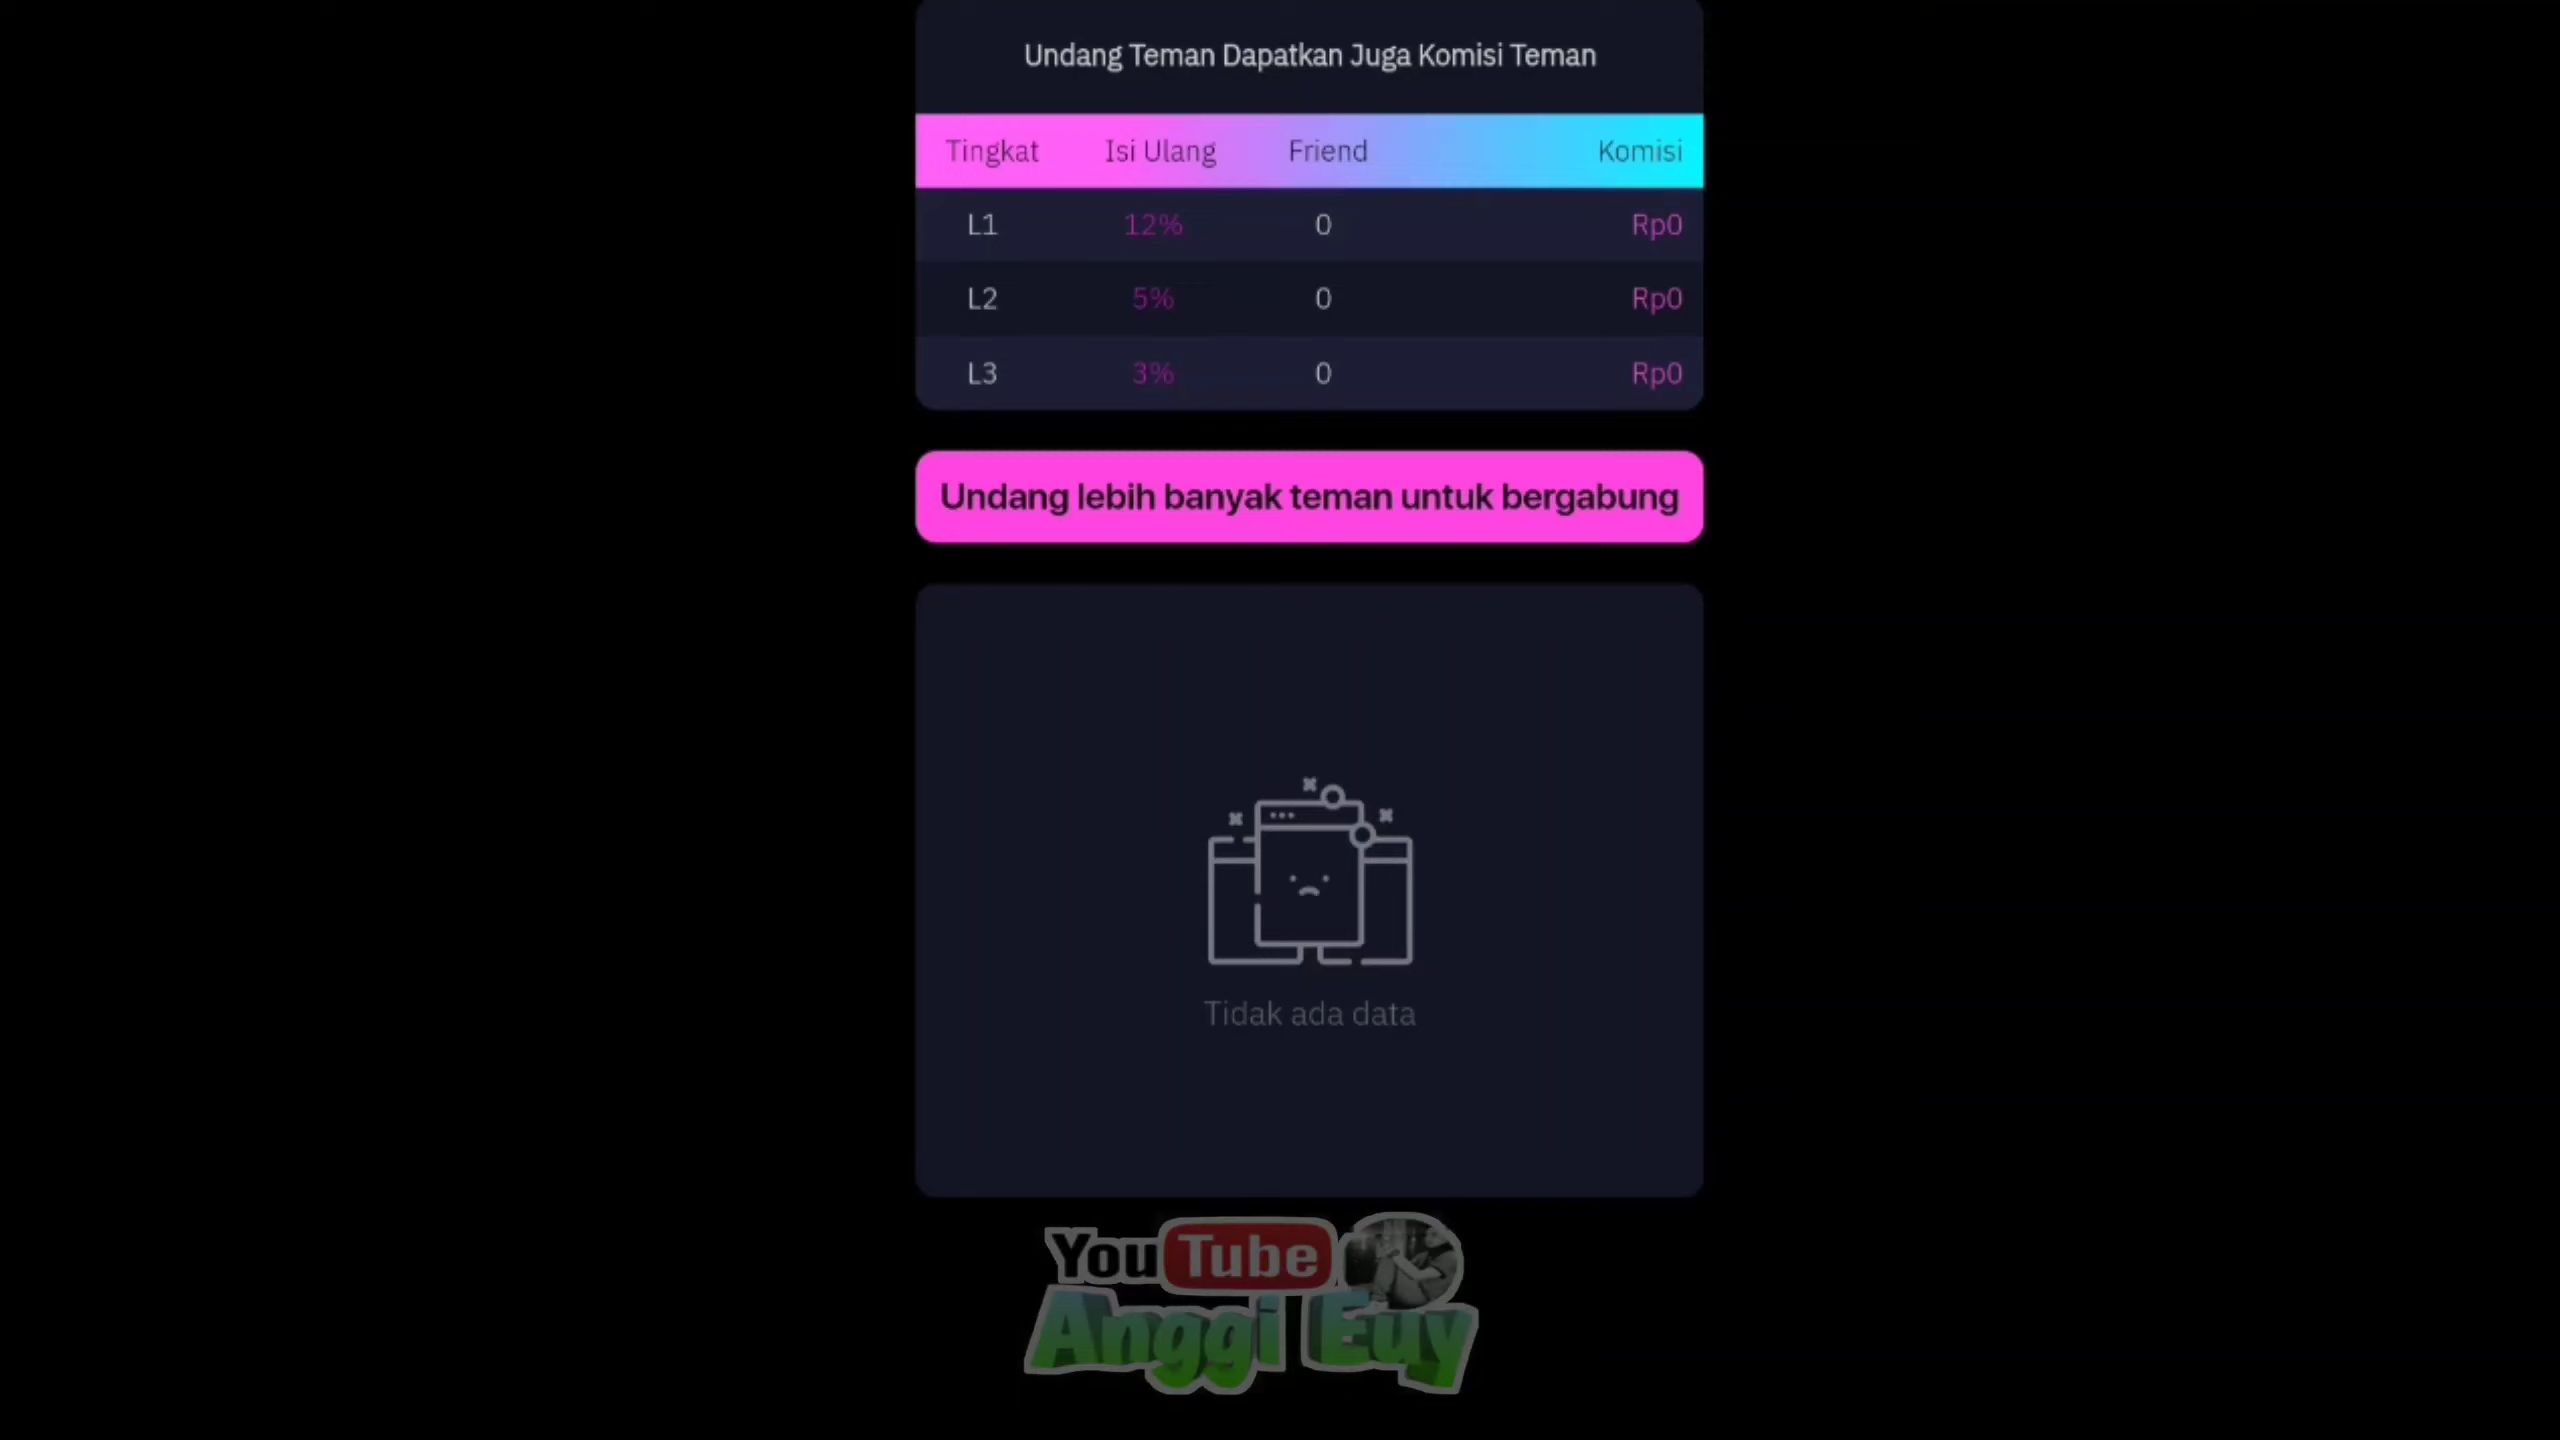 Undang Teman Dapatkan Juga Komisi Teman
Tingkat Isi Ulang Friend Komisi
L1 12% 0 Rp0
L2 5% 0 Rp0
L3 3% 0 Rp0
Undang lebih banyak teman untuk bergabung
Tidak ada data
YouTube
Anggi Euy